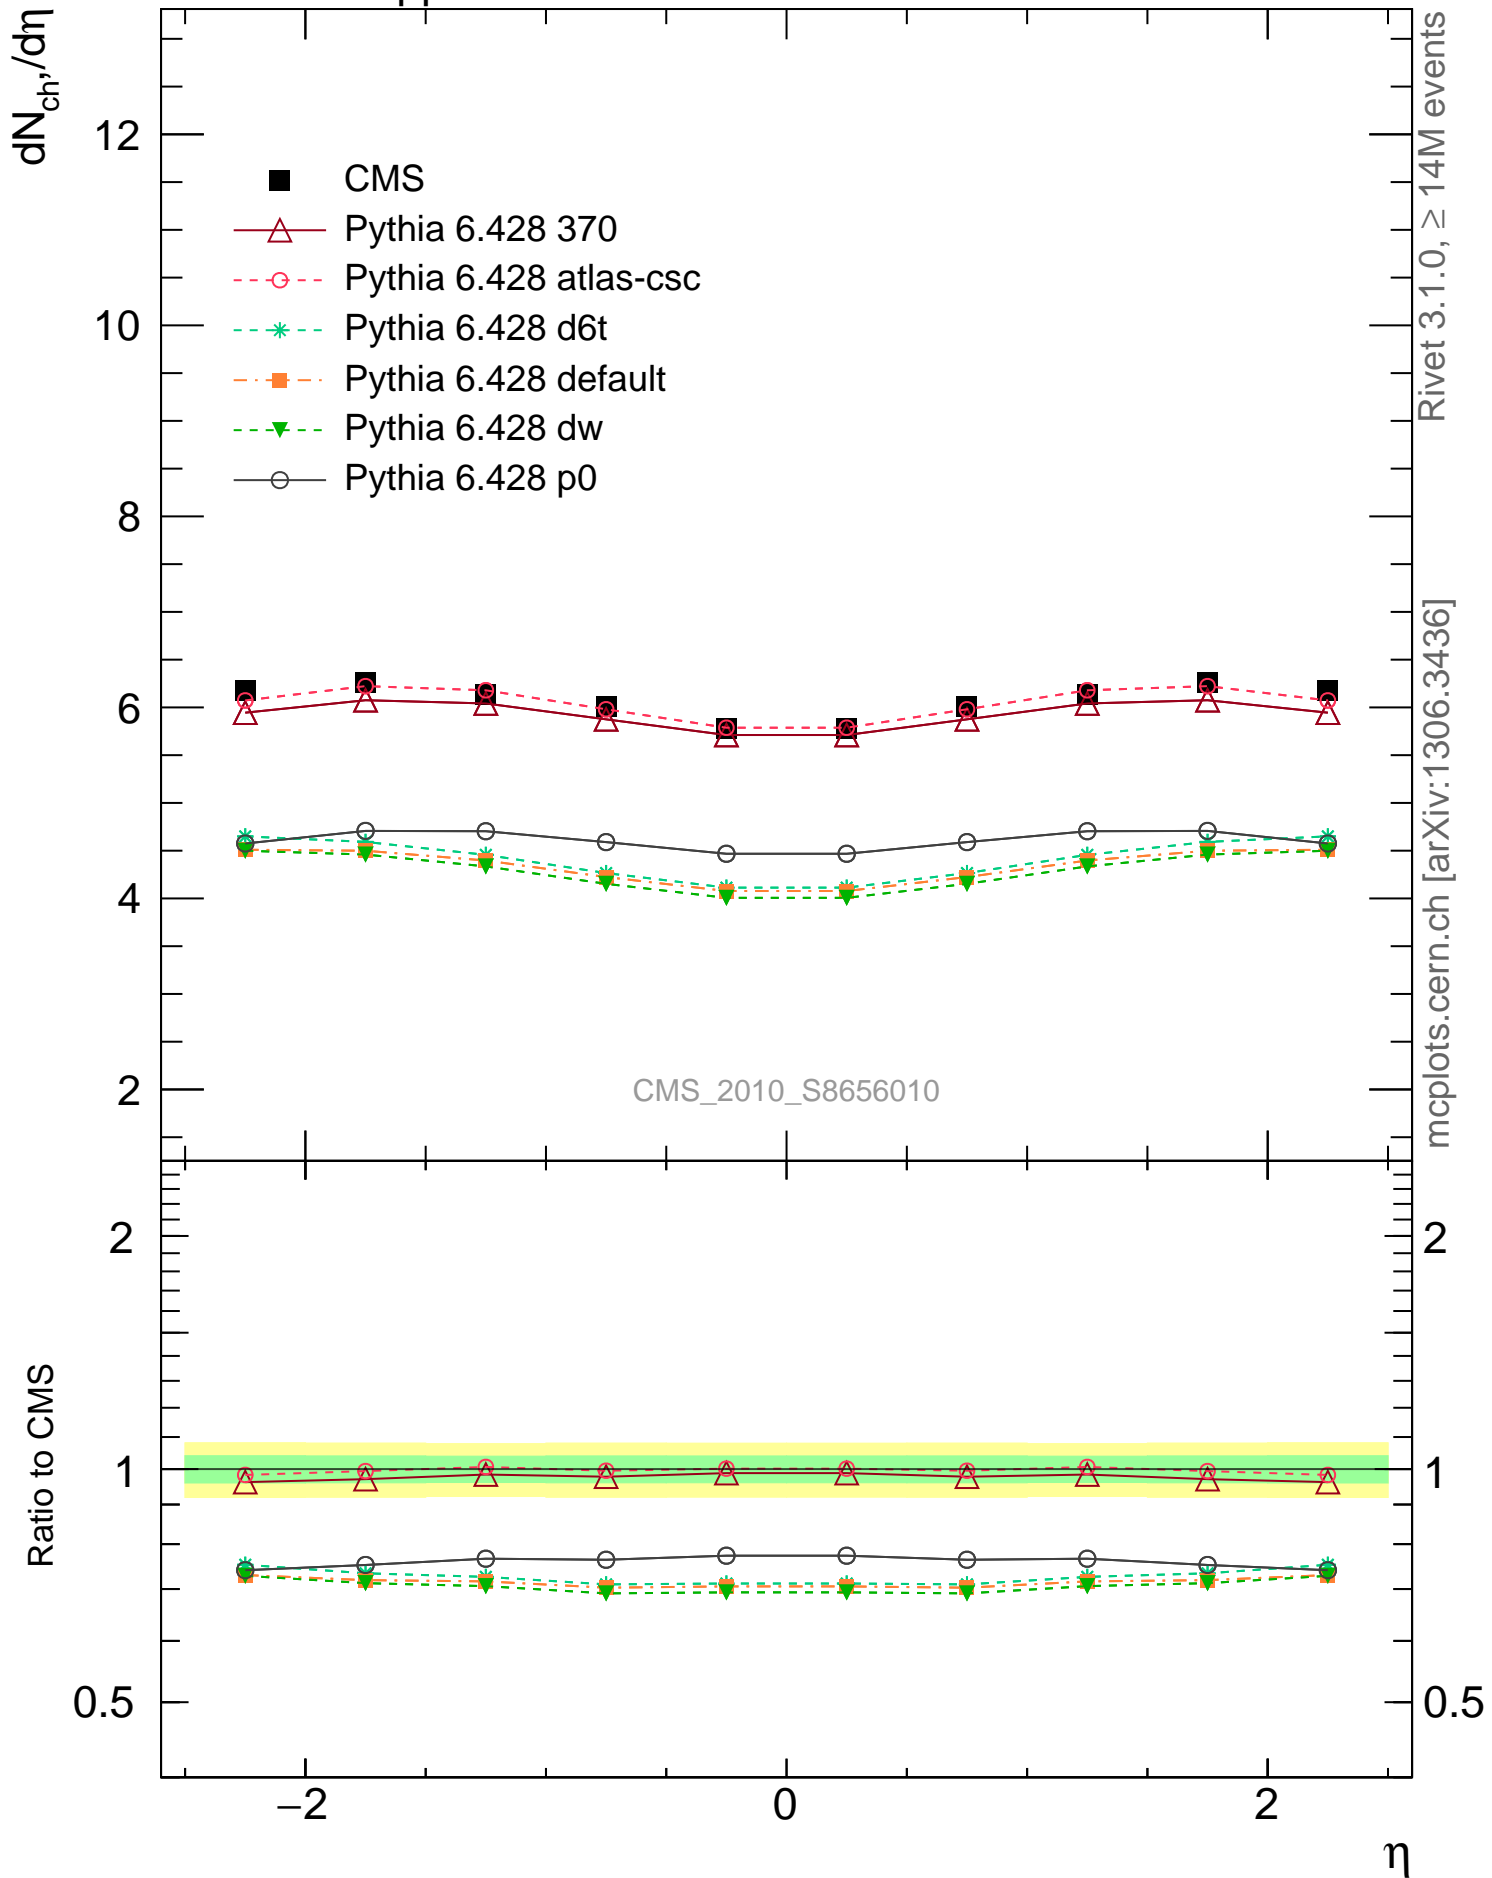 pp
dN_ch,/dη
12
10
8
6
4
2
CMS
Pythia 6.428 370
Pythia 6.428 atlas-csc
Pythia 6.428 d6t
Pythia 6.428 default
Pythia 6.428 dw
Pythia 6.428 p0
CMS_2010_S8656010
Rivet 3.1.0, ≥ 14M events
mcplots.cern.ch [arXiv:1306.3436]
Ratio to CMS
2
1
0.5
2
1
0.5
−2
0
2
η